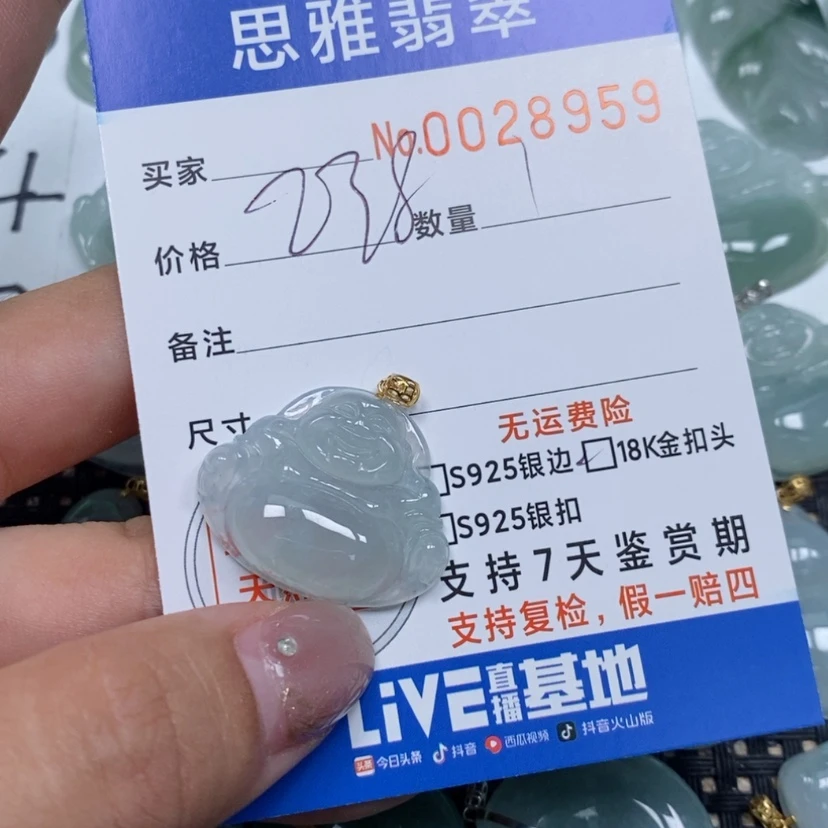 思雅翡翠
No.0028959
买家
238
价格
数量 1
备注
尺寸
无运费险
S925银边 18K金扣头
S925银扣
支持7天鉴赏期
支持复检,假一赔四
LiVE直播基地
头条 今日头条 抖音 西瓜视频 抖音火山版